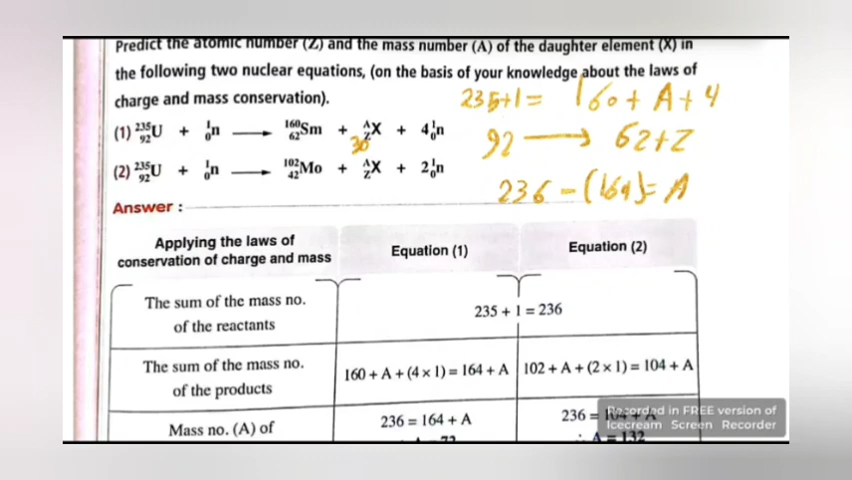 Predict the atomic number (Z) and the mass number (A) of the daughter element (X) in
the following two nuclear equations, (on the basis of your knowledge about the laws of
charge and mass conservation).
235+1= 160+A+4
(1) ²³⁵₉₂U + ¹₀n ⟶ ¹⁶⁰₆₂Sm + ᴬ_ZX + 4¹₀n
30
92 ⟶ 62+Z
(2) ²³⁵₉₂U + ¹₀n ⟶ ¹⁰²₄₂Mo + ᴬ_ZX + 2¹₀n
236 - (164)= A
Answer :
Applying the laws of
conservation of charge and mass
Equation (1)
Equation (2)
The sum of the mass no.
of the reactants
235 + 1 = 236
The sum of the mass no.
of the products
160 + A + (4 × 1) = 164 + A
102 + A + (2 × 1) = 104 + A
Mass no. (A) of
236 = 164 + A
236 = 104 + A
∴ A = 132
Recorded in FREE version of
Icecream Screen Recorder